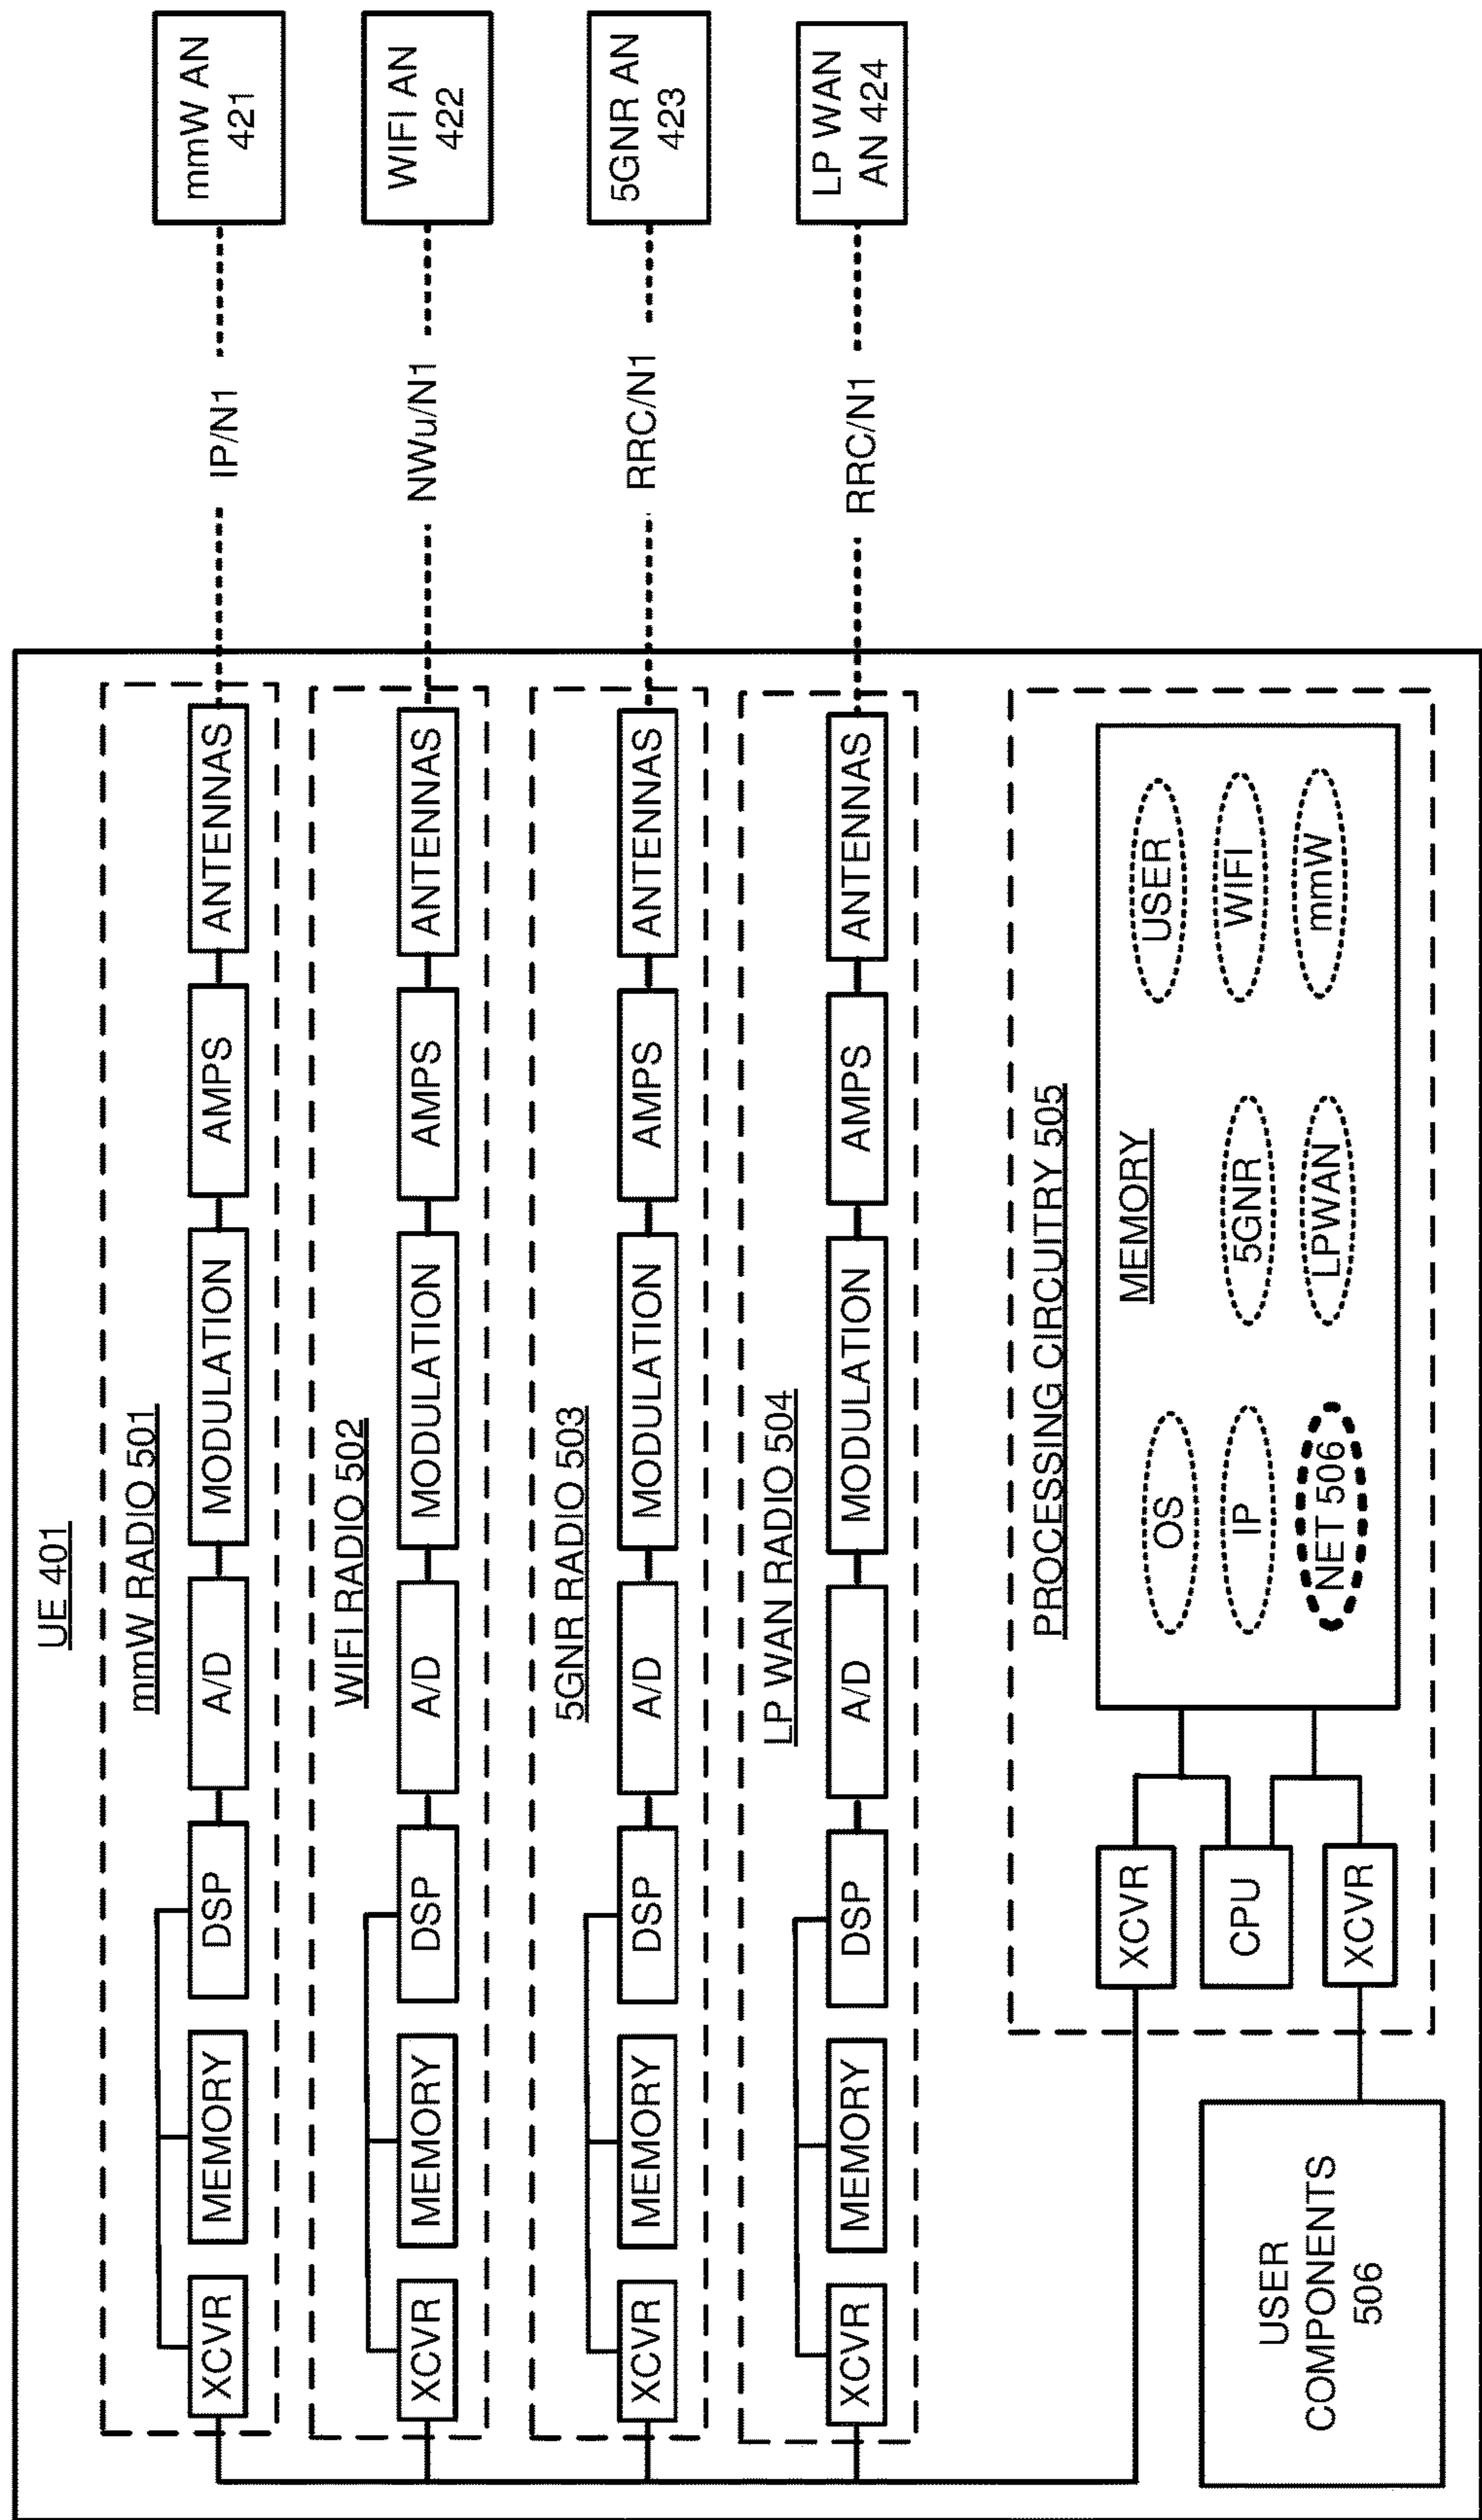 UE 401
mmW RADIO 501
XCVR
MEMORY
DSP
A/D
MODULATION
AMPS
ANTENNAS
IP/N1
mmW AN
421
WIFI RADIO 502
XCVR
MEMORY
DSP
A/D
MODULATION
AMPS
ANTENNAS
NWu/N1
WIFI AN
422
5GNR RADIO 503
XCVR
MEMORY
DSP
A/D
MODULATION
AMPS
ANTENNAS
RRC/N1
5GNR AN
423
LP WAN RADIO 504
XCVR
MEMORY
DSP
A/D
MODULATION
AMPS
ANTENNAS
RRC/N1
LP WAN
AN 424
PROCESSING CIRCUITRY 505
XCVR
CPU
XCVR
MEMORY
OS
USER
IP
5GNR
WIFI
NET 506
LPWAN
mmW
USER
COMPONENTS
506